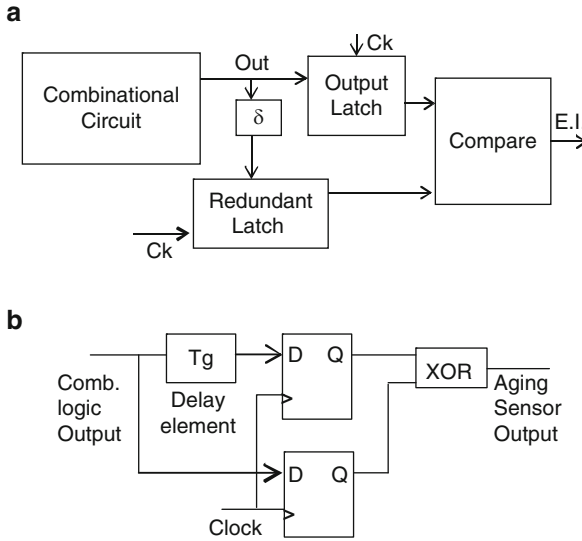 a
Combinational
Circuit
Out
δ
Ck
Output
Latch
Compare
E.I
Redundant
Latch
Ck
b
Comb.
logic
Output
Tg
Delay
element
D Q
XOR
Aging
Sensor
Output
D Q
Clock